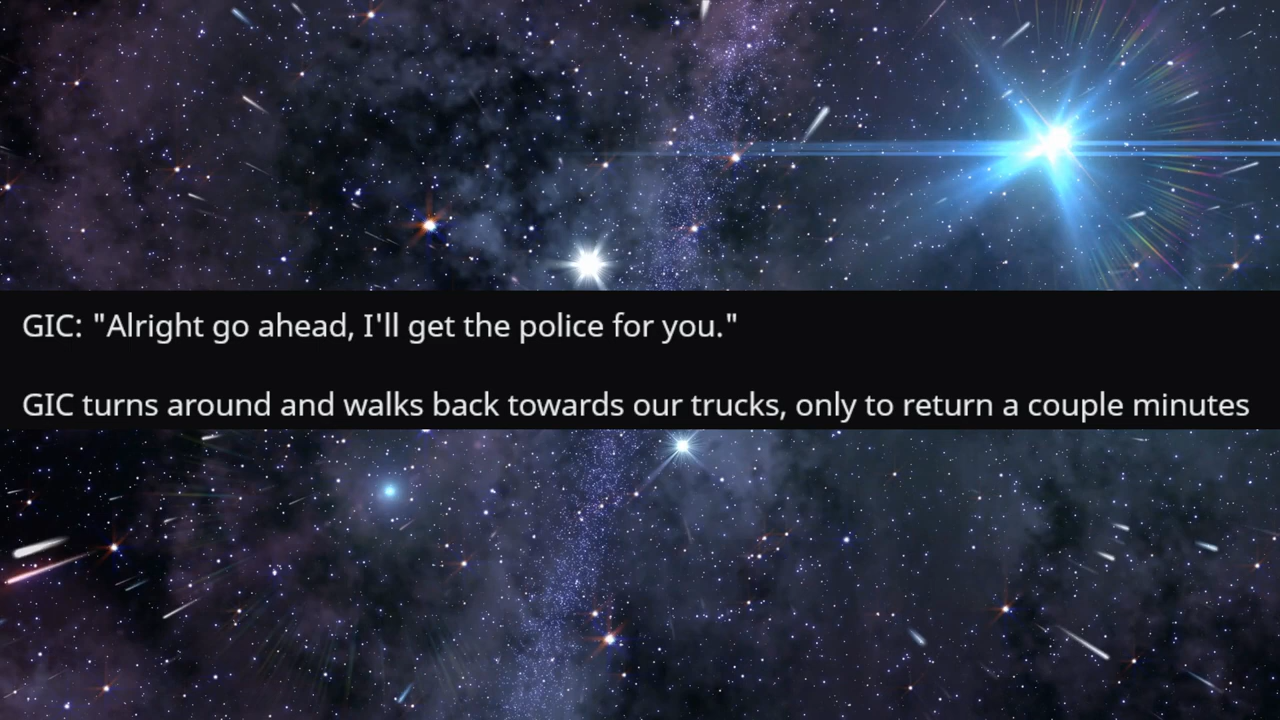 GIC: "Alright go ahead, I'll get the police for you."
GIC turns around and walks back towards our trucks, only to return a couple minutes